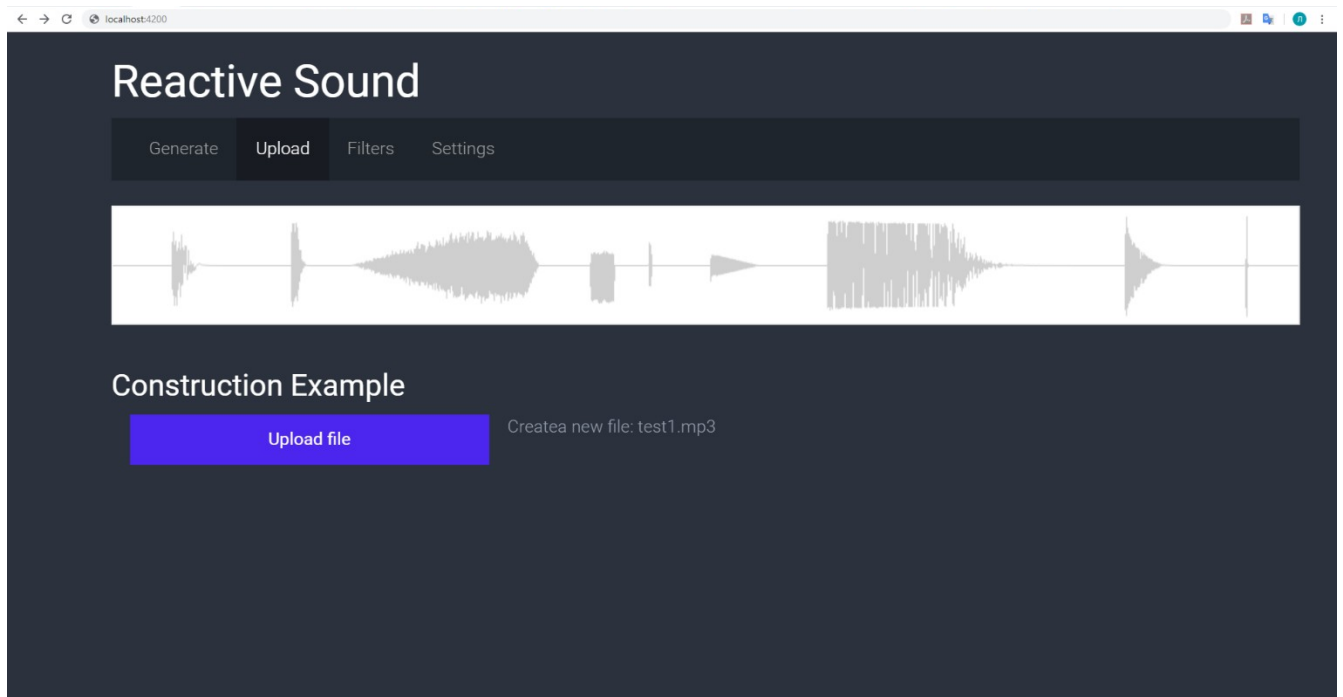 localhost:4200
Л
Reactive Sound
Generate Upload Filters Settings
Construction Example
Upload file Createa new file: test1.mp3